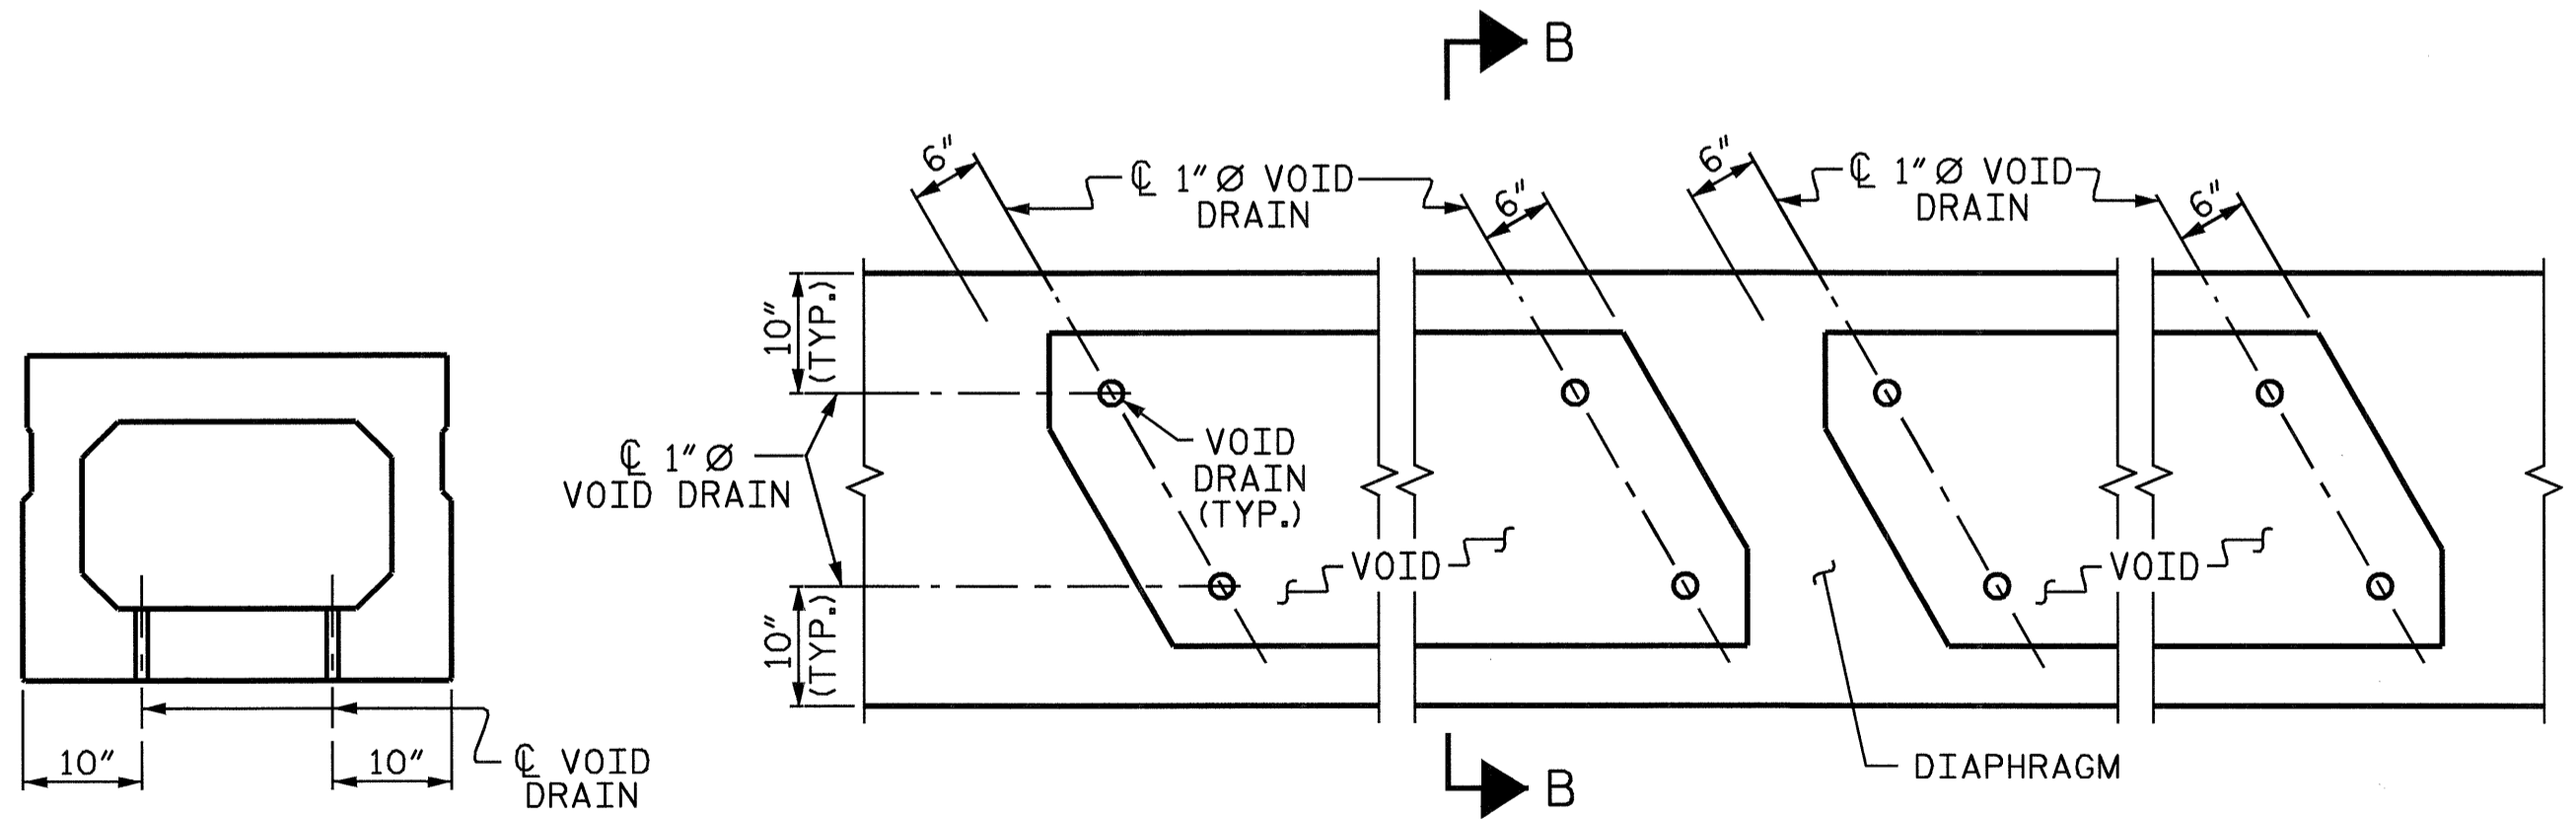 B
6"
℄ 1" Ø VOID
DRAIN
6"
6"
℄ 1" Ø VOID
DRAIN
6"
10"
(TYP.)
℄ 1" Ø
VOID DRAIN
VOID
DRAIN
(TYP.)
VOID
VOID
10"
(TYP.)
10"
10"
℄ VOID
DRAIN
DIAPHRAGM
B